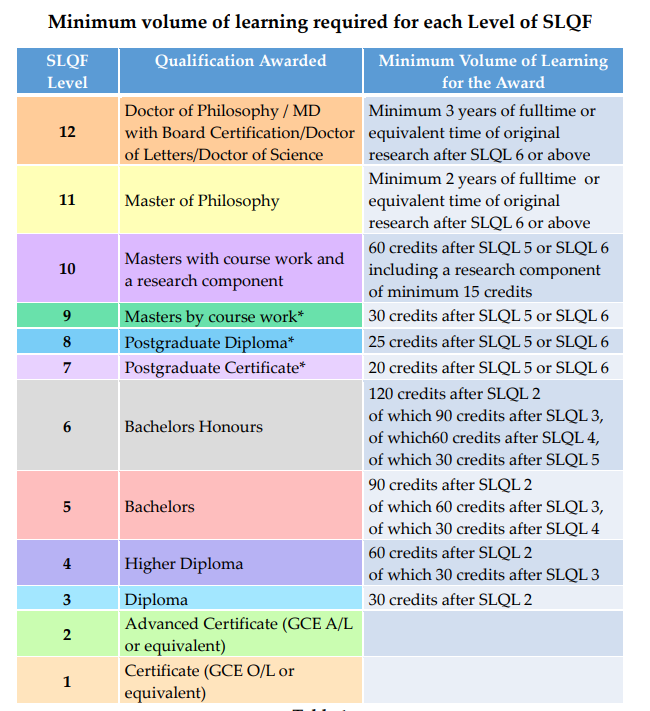 Minimum volume of learning required for each Level of SLQF
SLQF
Level
Qualification Awarded
Minimum Volume of Learning
for the Award
12
Doctor of Philosophy / MD
with Board Certification/Doctor
of Letters/Doctor of Science
Minimum 3 years of fulltime or
equivalent time of original
research after SLQL 6 or above
11
Master of Philosophy
Minimum 2 years of fulltime or
equivalent time of original
research after SLQL 6 or above
10
Masters with course work and
a research component
60 credits after SLQL 5 or SLQL 6
including a research component
of minimum 15 credits
9
Masters by course work*
30 credits after SLQL 5 or SLQL 6
8
Postgraduate Diploma*
25 credits after SLQL 5 or SLQL 6
7
Postgraduate Certificate*
20 credits after SLQL 5 or SLQL 6
6
Bachelors Honours
120 credits after SLQL 2
of which 90 credits after SLQL 3,
of which60 credits after SLQL 4,
of which 30 credits after SLQL 5
5
Bachelors
90 credits after SLQL 2
of which 60 credits after SLQL 3,
of which 30 credits after SLQL 4
4
Higher Diploma
60 credits after SLQL 2
of which 30 credits after SLQL 3
3
Diploma
30 credits after SLQL 2
2
Advanced Certificate (GCE A/L
or equivalent)
1
Certificate (GCE O/L or
equivalent)